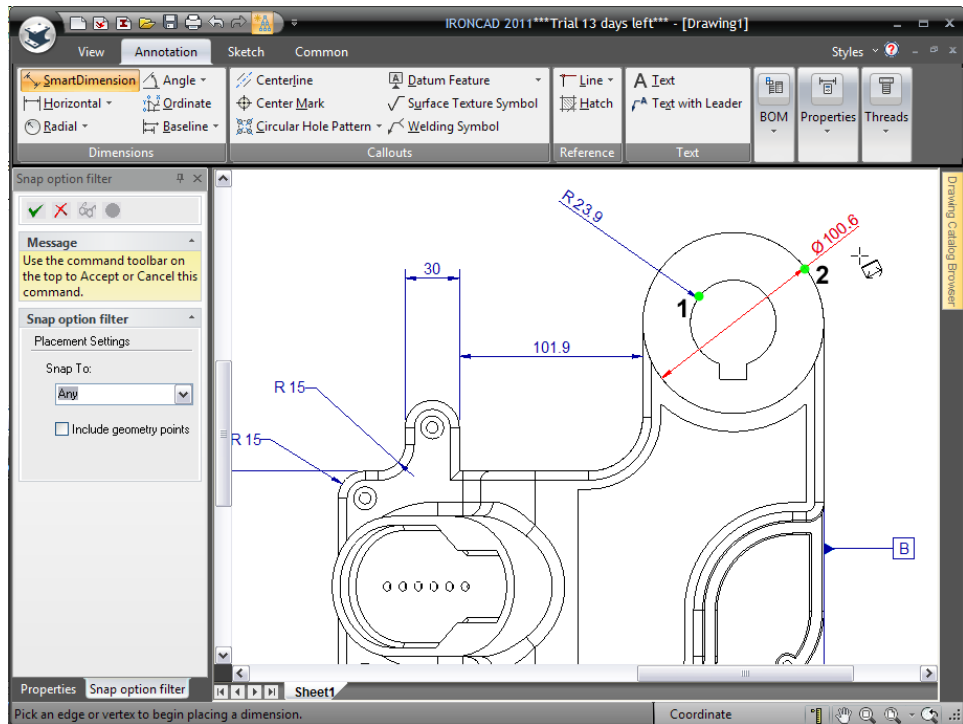 IRONCAD 2011***Trial 13 days left*** - [Drawing1]
View Annotation Sketch Common Styles
SmartDimension Angle Centerline Datum Feature Line Text
Horizontal Ordinate Center Mark Surface Texture Symbol Hatch Text with Leader
Radial Baseline Circular Hole Pattern Welding Symbol BOM Properties Threads
Dimensions Callouts Reference Text
Snap option filter
Message
Use the command toolbar on
the top to Accept or Cancel this
command.
Snap option filter
Placement Settings
Snap To:
Any
Include geometry points
R 23.9
Ø100.6
30
1
2
101.9
R 15
R 15
B
Drawing Catalog Browser
Properties Snap option filter
Sheet1
Pick an edge or vertex to begin placing a dimension. Coordinate